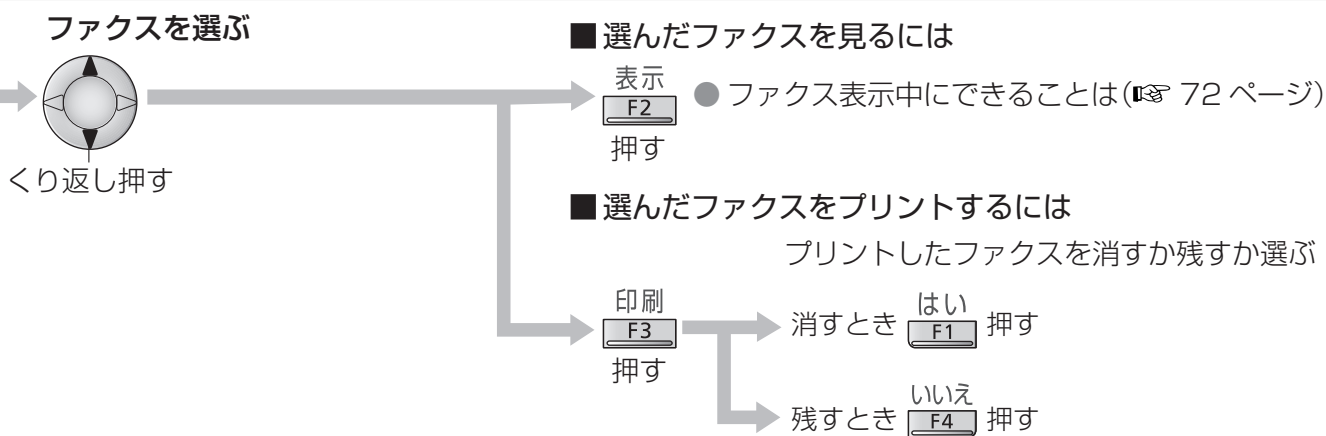 ファクスを選ぶ
くり返し押す
■選んだファクスを見るには
表示
F2
押す
● ファクス表示中にできることは(☞ 72 ページ)
■選んだファクスをプリントするには
プリントしたファクスを消すか残すか選ぶ
印刷
F3
押す
はい
消すとき F1 押す
いいえ
残すとき F4 押す